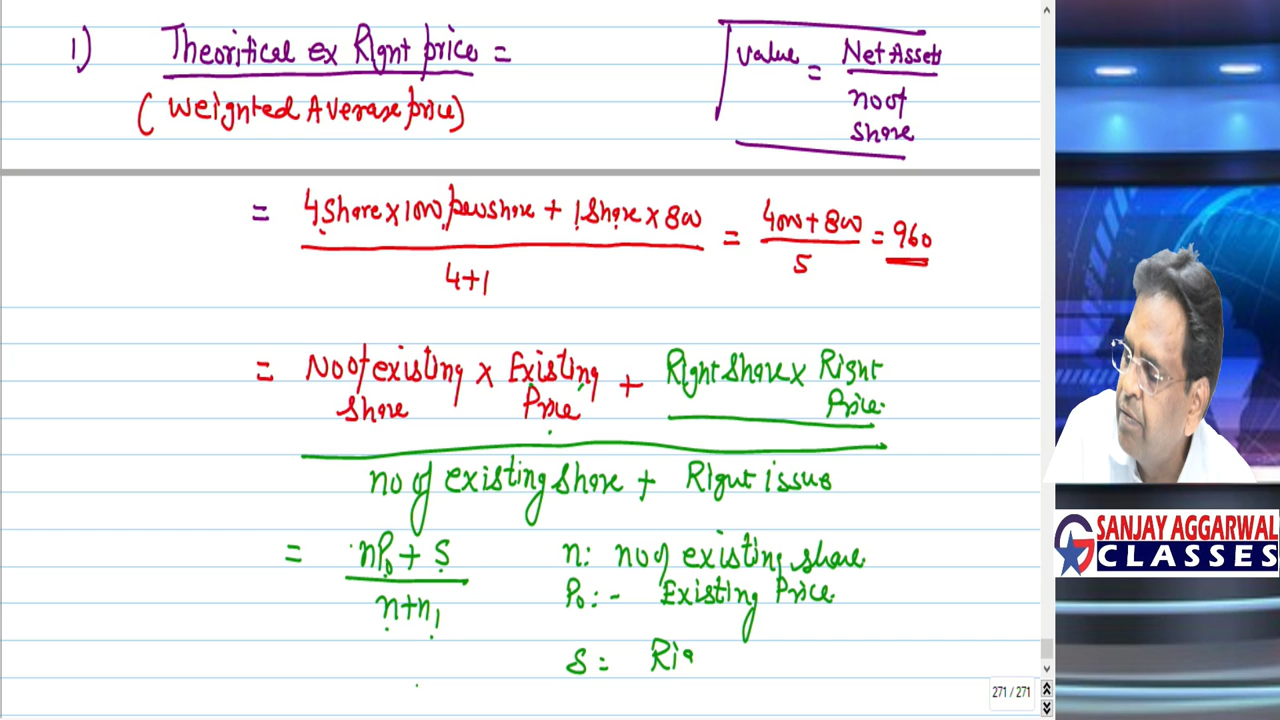 1) Theoritical ex Right price =
(Weighted Average price)
Value = Net Assets
no of
share
= 4 Share x 1000 per share + 1 Share x 800 = 4000 + 800 = 960
4+1
5
= No of existing share x Existing Price + Right Share x Right Price.
no of existing share + Right issue
= nP0 + S
n+n1
n: no of existing share
P0: - Existing Price
S = Rig
271 / 271
SANJAY AGGARWAL
CLASSES